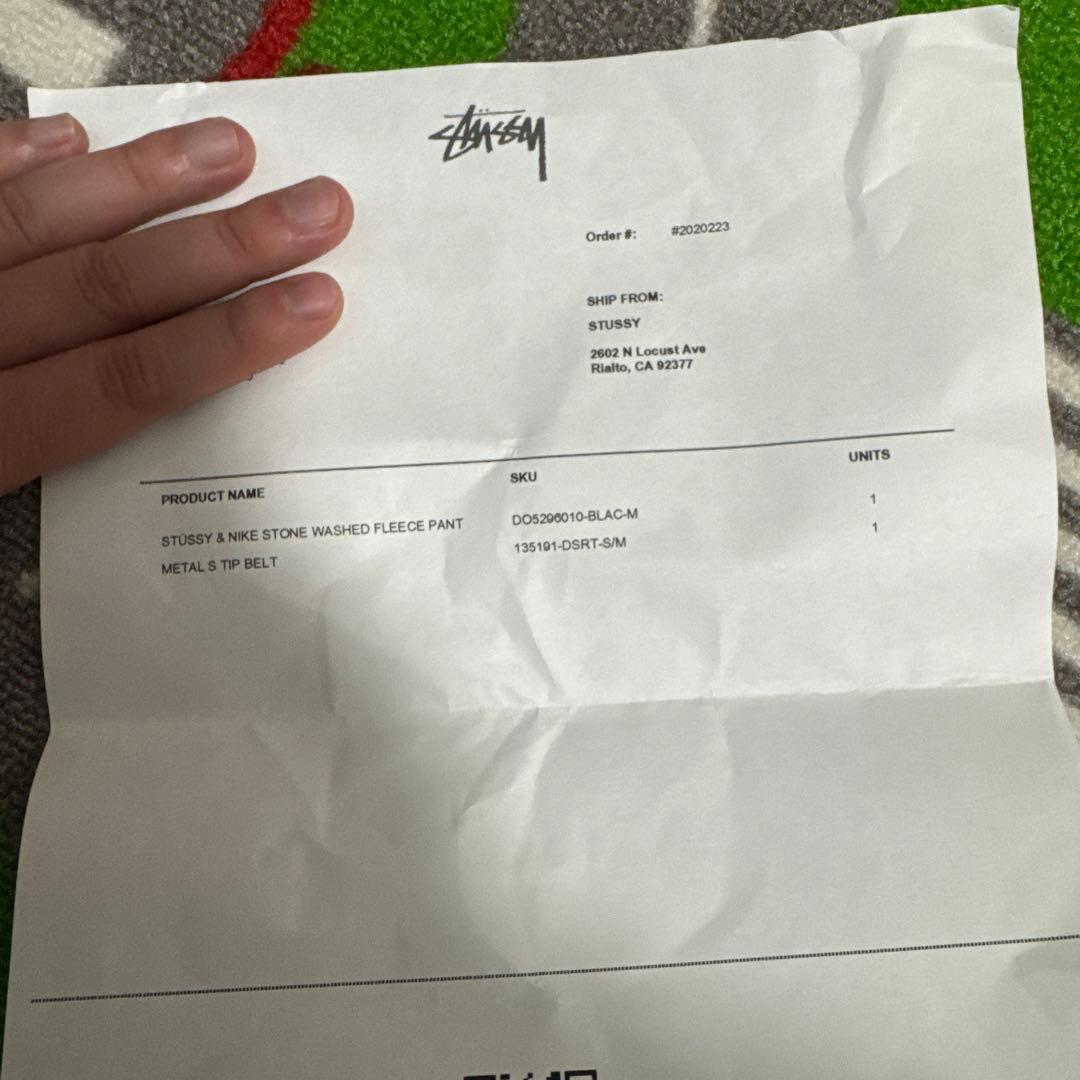 STÜSSY
Order #: #2020223
SHIP FROM:
STUSSY
2602 N Locust Ave
Rialto, CA 92377
PRODUCT NAME SKU UNITS
STÜSSY & NIKE STONE WASHED FLEECE PANT DO5296010-BLAC-M 1
METAL S TIP BELT 135191-DSRT-S/M 1